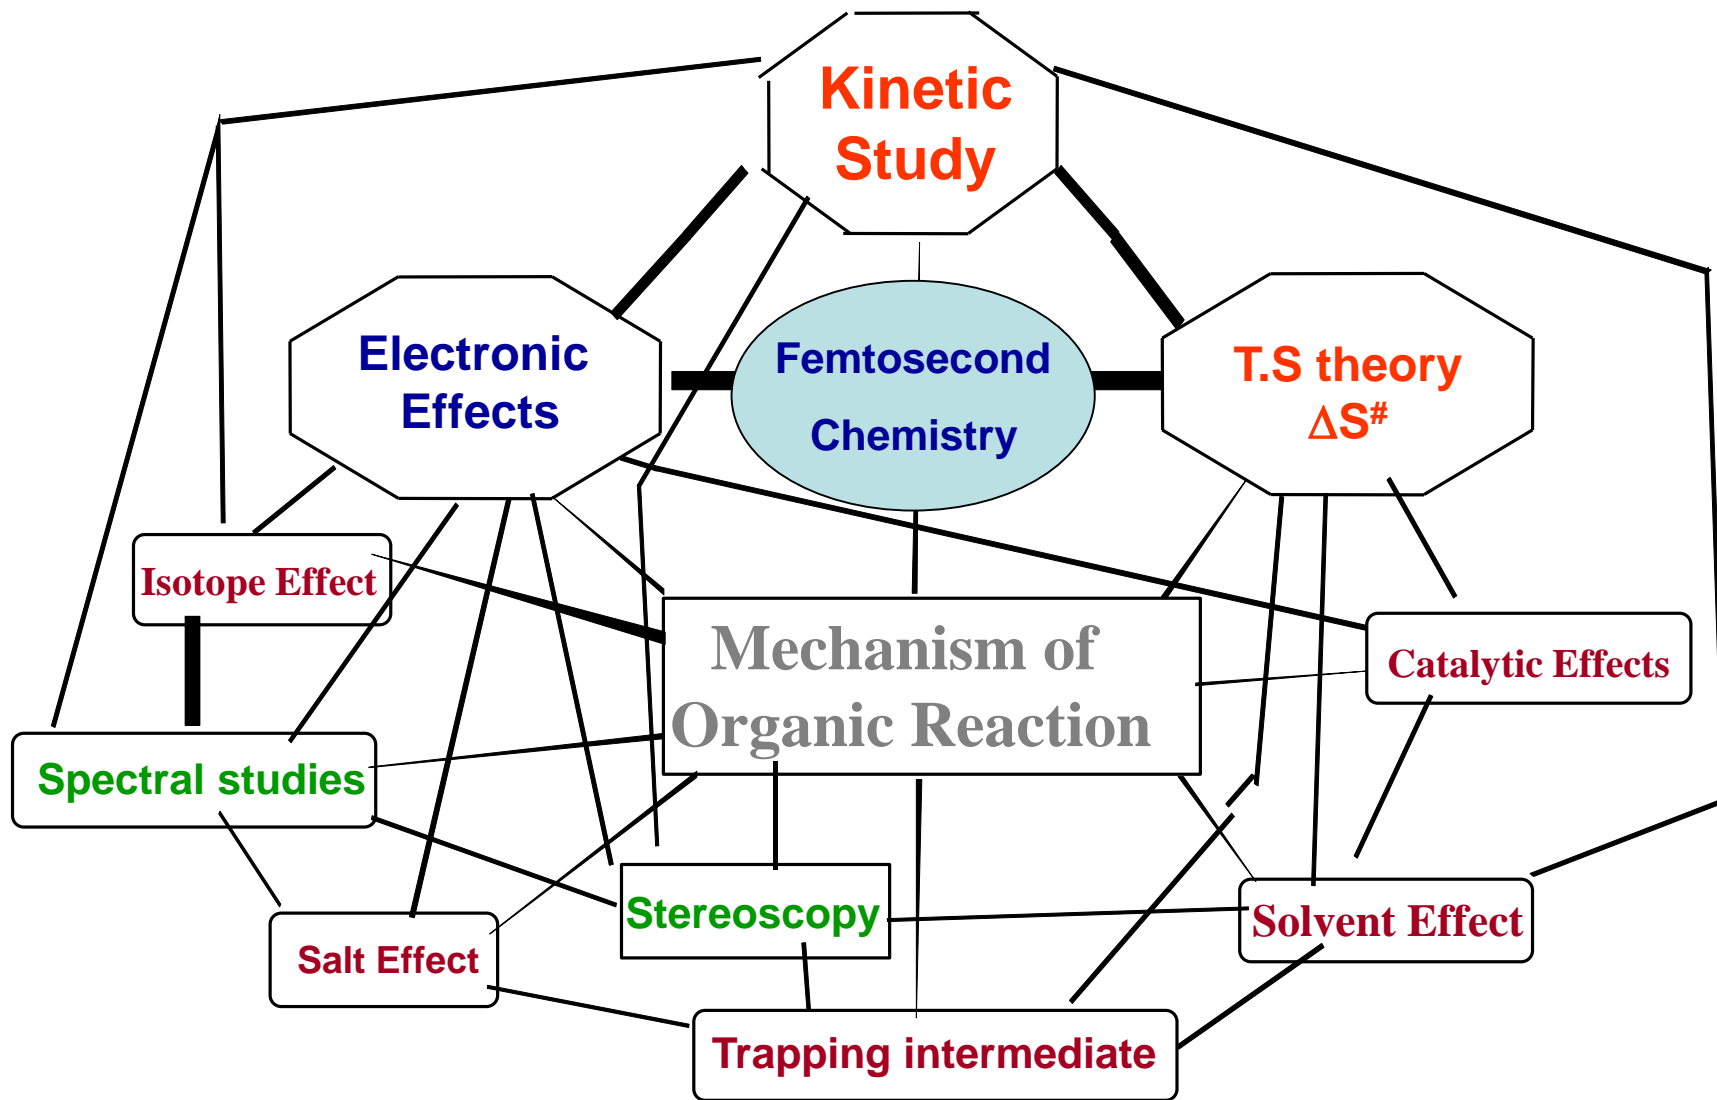 Kinetic
Study
Electronic
Effects
Femtosecond
Chemistry
T.S theory
ΔS#
Isotope Effect
Mechanism of
Organic Reaction
Catalytic Effects
Spectral studies
Stereoscopy
Solvent Effect
Salt Effect
Trapping intermediate